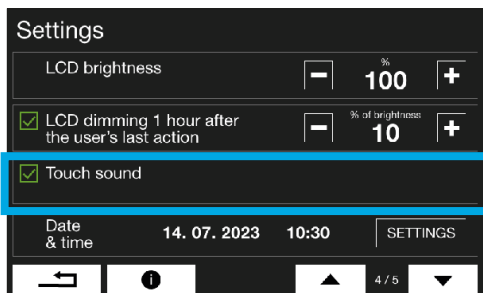 Settings
LCD brightness
%
100
LCD dimming 1 hour after
the user's last action
% of brightness
10
Touch sound
Date
& time
14. 07. 2023 10:30
SETTINGS
4 / 5